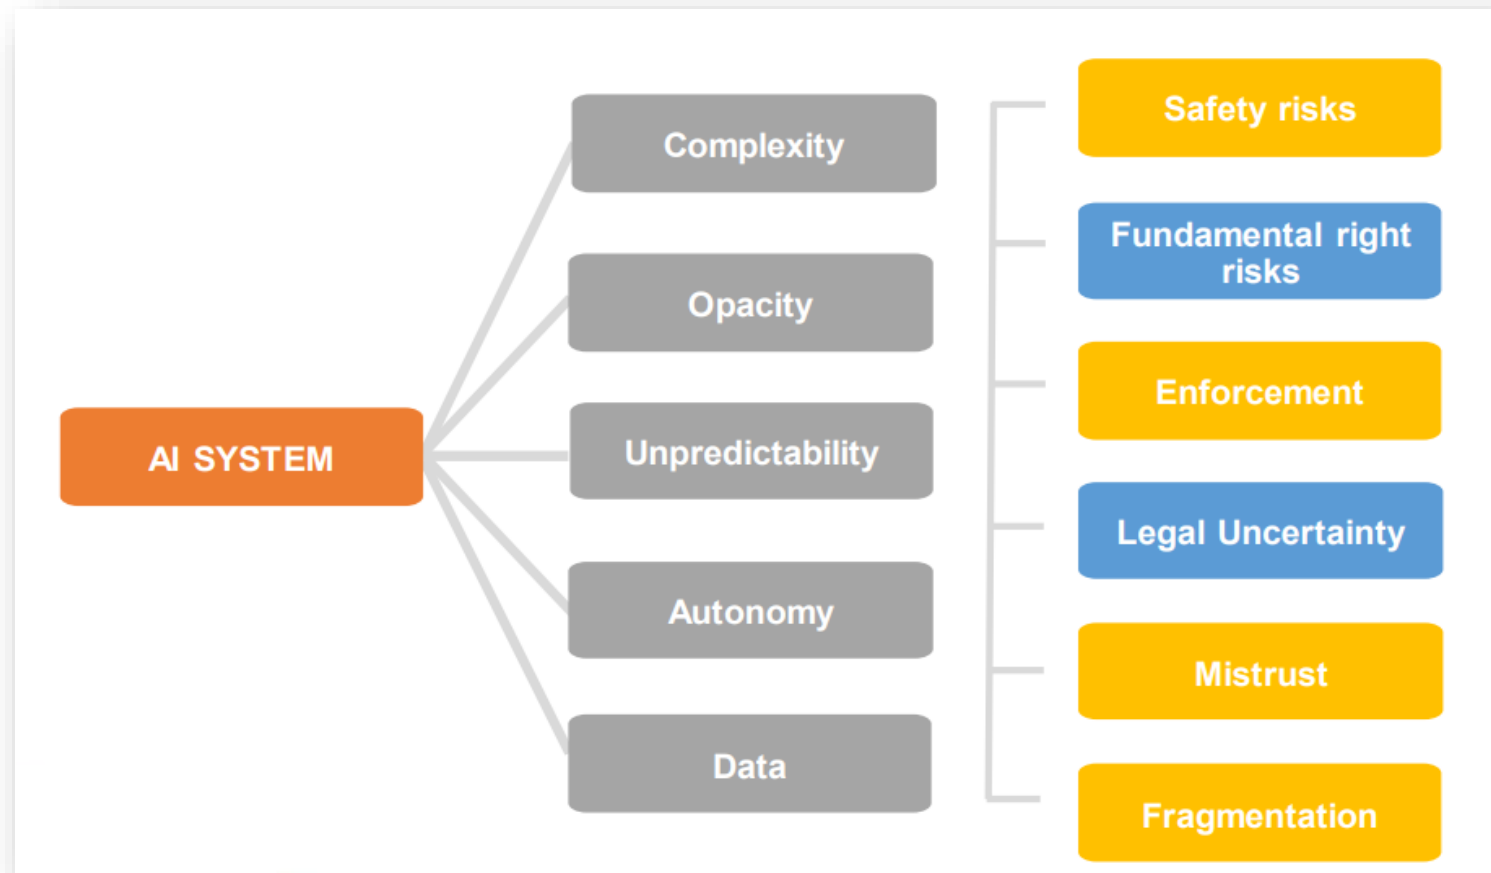 AI SYSTEM
Complexity
Opacity
Unpredictability
Autonomy
Data
Safety risks
Fundamental right
risks
Enforcement
Legal Uncertainty
Mistrust
Fragmentation